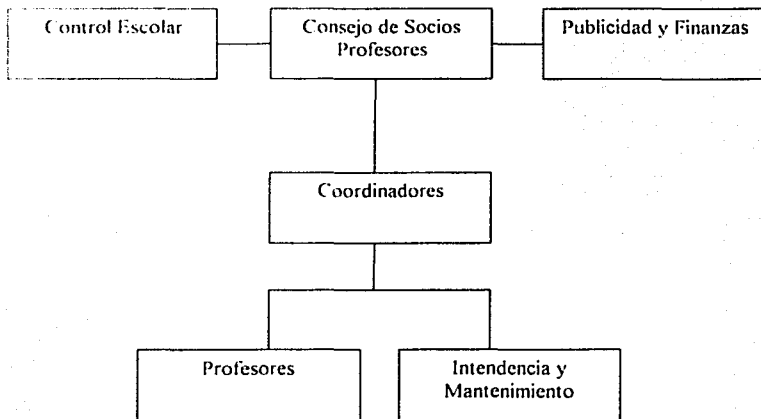 Control Escolar
Consejo de Socios
Profesores
Publicidad y Finanzas
Coordinadores
Profesores
Intendencia y
Mantenimiento